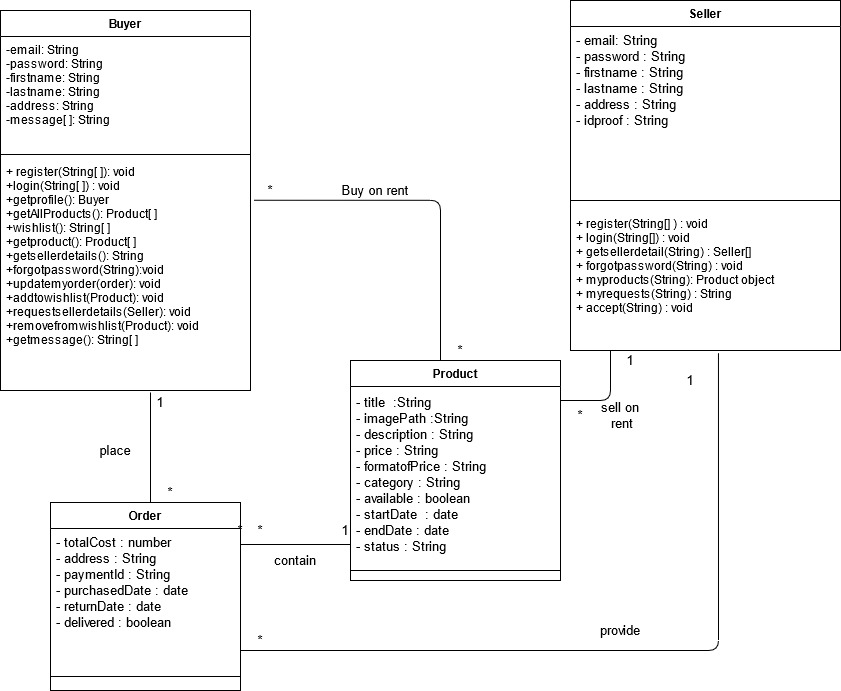 Buyer
-email: String
-password: String
-firstname: String
-lastname: String
-address: String
-message[ ]: String
+ register(String[ ]): void
+login(String[ ]) : void
+getprofile(): Buyer
+getAllProducts(): Product[ ]
+wishlist(): String[ ]
+getproduct(): Product[ ]
+getsellerdetails(): String
+forgotpassword(String):void
+updatemyorder(order): void
+addtowishlist(Product): void
+requestsellerdetails(Seller): void
+removefromwishlist(Product): void
+getmessage(): String[ ]
Seller
- email: String
- password : String
- firstname : String
- lastname : String
- address : String
- idproof : String
+ register(String[] ) : void
+ login(String[]) : void
+ getsellerdetail(String) : Seller[]
+ forgotpassword(String) : void
+ myproducts(String): Product object
+ myrequests(String) : String
+ accept(String) : void
*
Buy on rent
*
1
*
sell on
rent
1
Product
- title  :String
- imagePath :String
- description : String
- price : String
- formatofPrice : String
- category : String
- available : boolean
- startDate  : date
- endDate : date
- status : String
1
place
*
Order
- totalCost : number
- address : String
- paymentId : String
- purchasedDate : date
- returnDate : date
- delivered : boolean
*
*
1
contain
*
provide